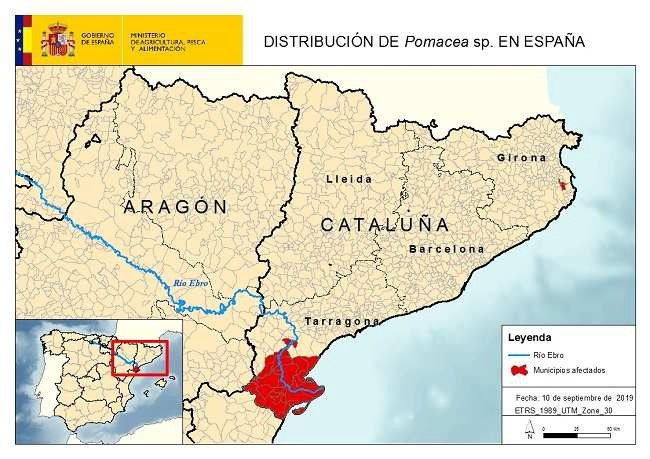 GOBIERNO
DE ESPAÑA
MINISTERIO
DE AGRICULTURA, PESCA
Y ALIMENTACIÓN
DISTRIBUCIÓN DE Pomacea sp. EN ESPAÑA
Girona
Lleida
ARAGÓN
CATALUÑA
Barcelona
Río Ebro
Tarragona
Leyenda
Río Ebro
Municipios afectados
Fecha: 10 de septiembre de 2019
ETRS_1989_UTM_Zone_30
N
0 25 50 Km